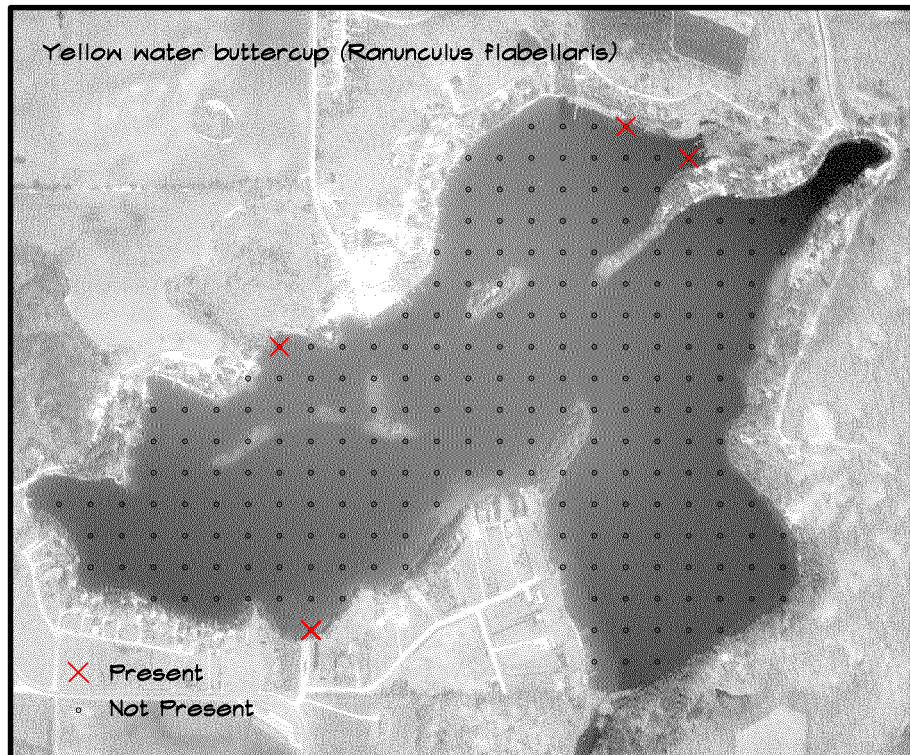 Yellow water buttercup (Ranunculus flabellaris)
Present
Not Present